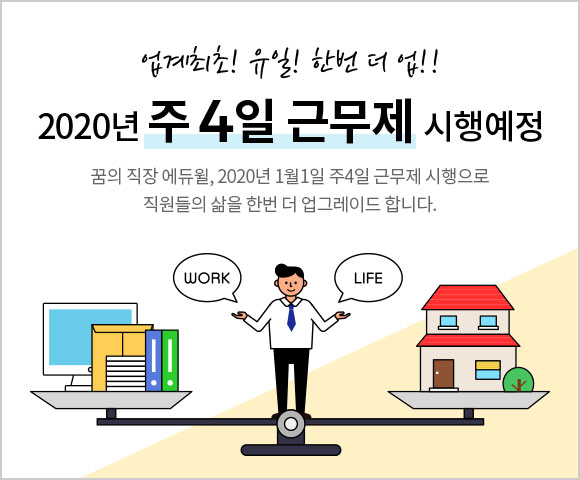 업계최초! 유일! 한번 더 업!!
2020년 주 4일 근무제 시행예정
꿈의 직장 에듀윌, 2020년 1월1일 주4일 근무제 시행으로
직원들의 삶을 한번 더 업그레이드 합니다.
WORK
LIFE